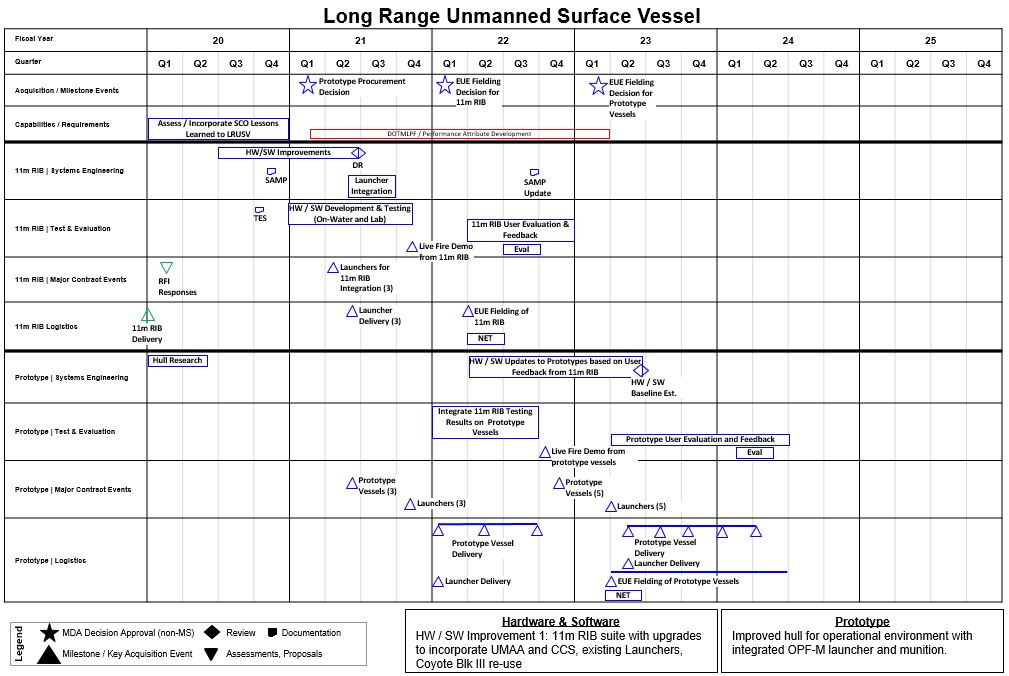 Long Range Unmanned Surface Vessel
Fiscal Year 20 21 22 23 24 25
Quarter Q1 Q2 Q3 Q4 Q1 Q2 Q3 Q4 Q1 Q2 Q3 Q4 Q1 Q2 Q3 Q4 Q1 Q2 Q3 Q4 Q1 Q2 Q3 Q4
Acquisition / Milestone Events
Prototype Procurement
Decision
EUE Fielding
Decision for
11m RIB
EUE Fielding
Decision for
Prototype
Vessels
Capabilities / Requirements
Assess / Incorporate SCO Lessons
Learned to LRUSV
DOTMLPF / Performance Attribute Development
11m RIB | Systems Engineering
HW/SW Improvements
DR
SAMP
Launcher
Integration
SAMP
Update
11m RIB | Test & Evaluation
TES
HW / SW Development & Testing
(On-Water and Lab)
Live Fire Demo
from 11m RIB
11m RIB User Evaluation &
Feedback
Eval
11m RIB | Major Contract Events
RFI
Responses
Launchers for
11m RIB
Integration (3)
11m RIB Logistics
11m RIB
Delivery
Launcher
Delivery (3)
EUE Fielding of
11m RIB
NET
Prototype | Systems Engineering
Hull Research
HW / SW Updates to Prototypes based on User
Feedback from 11m RIB
HW / SW
Baseline Est.
Prototype | Test & Evaluation
Integrate 11m RIB Testing
Results on Prototype
Vessels
Live Fire Demo from
prototype vessels
Prototype User Evaluation and Feedback
Eval
Prototype | Major Contract Events
Prototype
Vessels (3)
Launchers (3)
Prototype
Vessels (5)
Launchers (5)
Prototype | Logistics
Prototype Vessel
Delivery
Launcher Delivery
Prototype Vessel
Delivery
Launcher Delivery
EUE Fielding of Prototype Vessels
NET
Legend
MDA Decision Approval (non-MS) Review Documentation
Milestone / Key Acquisition Event Assessments, Proposals
Hardware & Software
HW / SW Improvement 1: 11m RIB suite with upgrades
to incorporate UMAA and CCS, existing Launchers,
Coyote Blk III re-use
Prototype
Improved hull for operational environment with
integrated OPF-M launcher and munition.